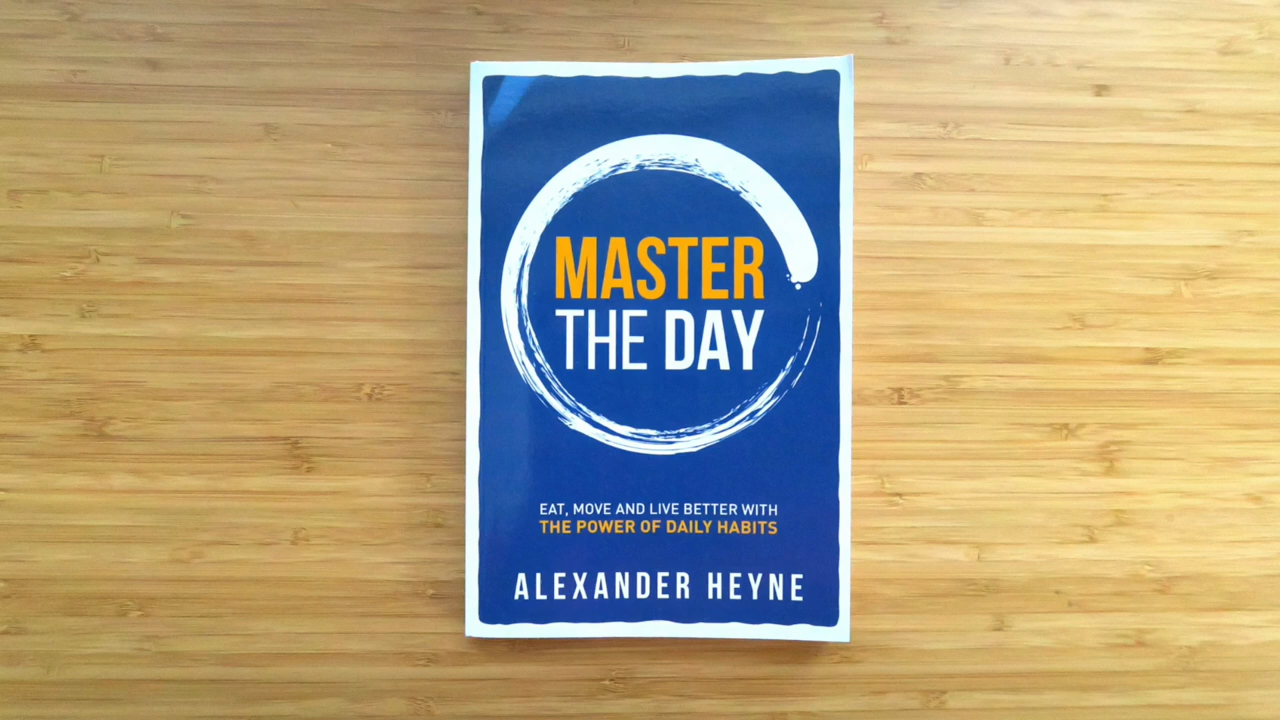 MASTER
THE DAY
EAT, MOVE AND LIVE BETTER WITH
THE POWER OF DAILY HABITS
ALEXANDER HEYNE